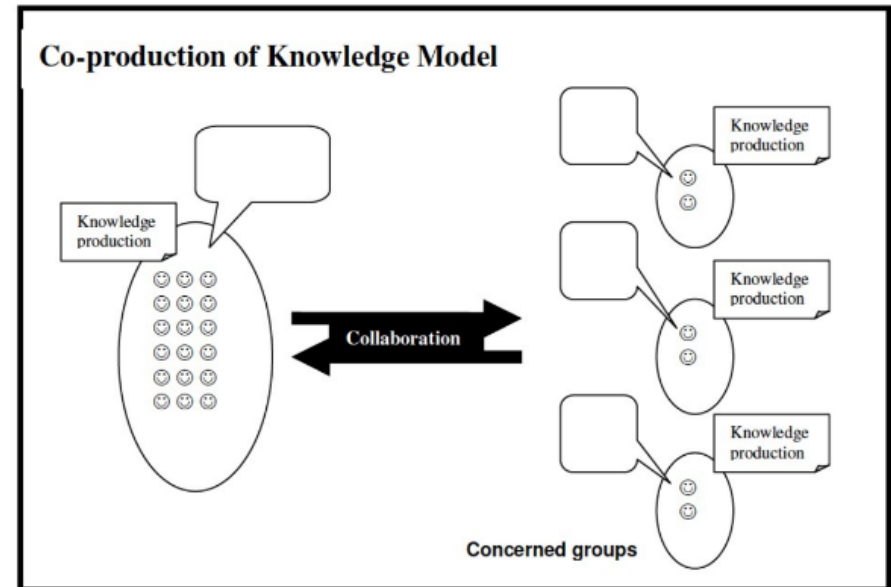 Co-production of Knowledge Model
Knowledge
production
Collaboration
Knowledge
production
Knowledge
production
Knowledge
production
Concerned groups